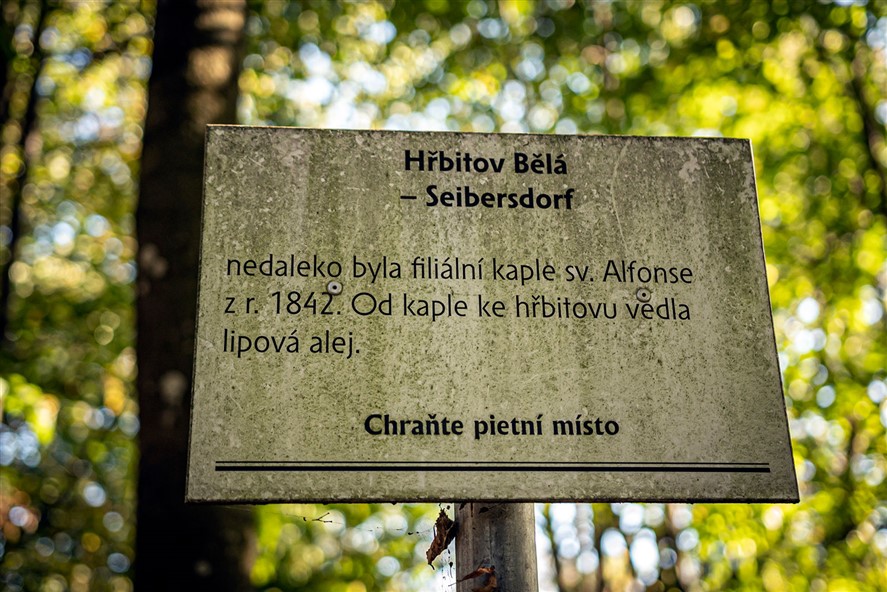 Hřbitov Bělá
– Seibersdorf
nedaleko byla filiální kaple sv. Alfonse
z r. 1842. Od kaple ke hřbitovu vedla
lipová alej.
Chraňte pietní místo